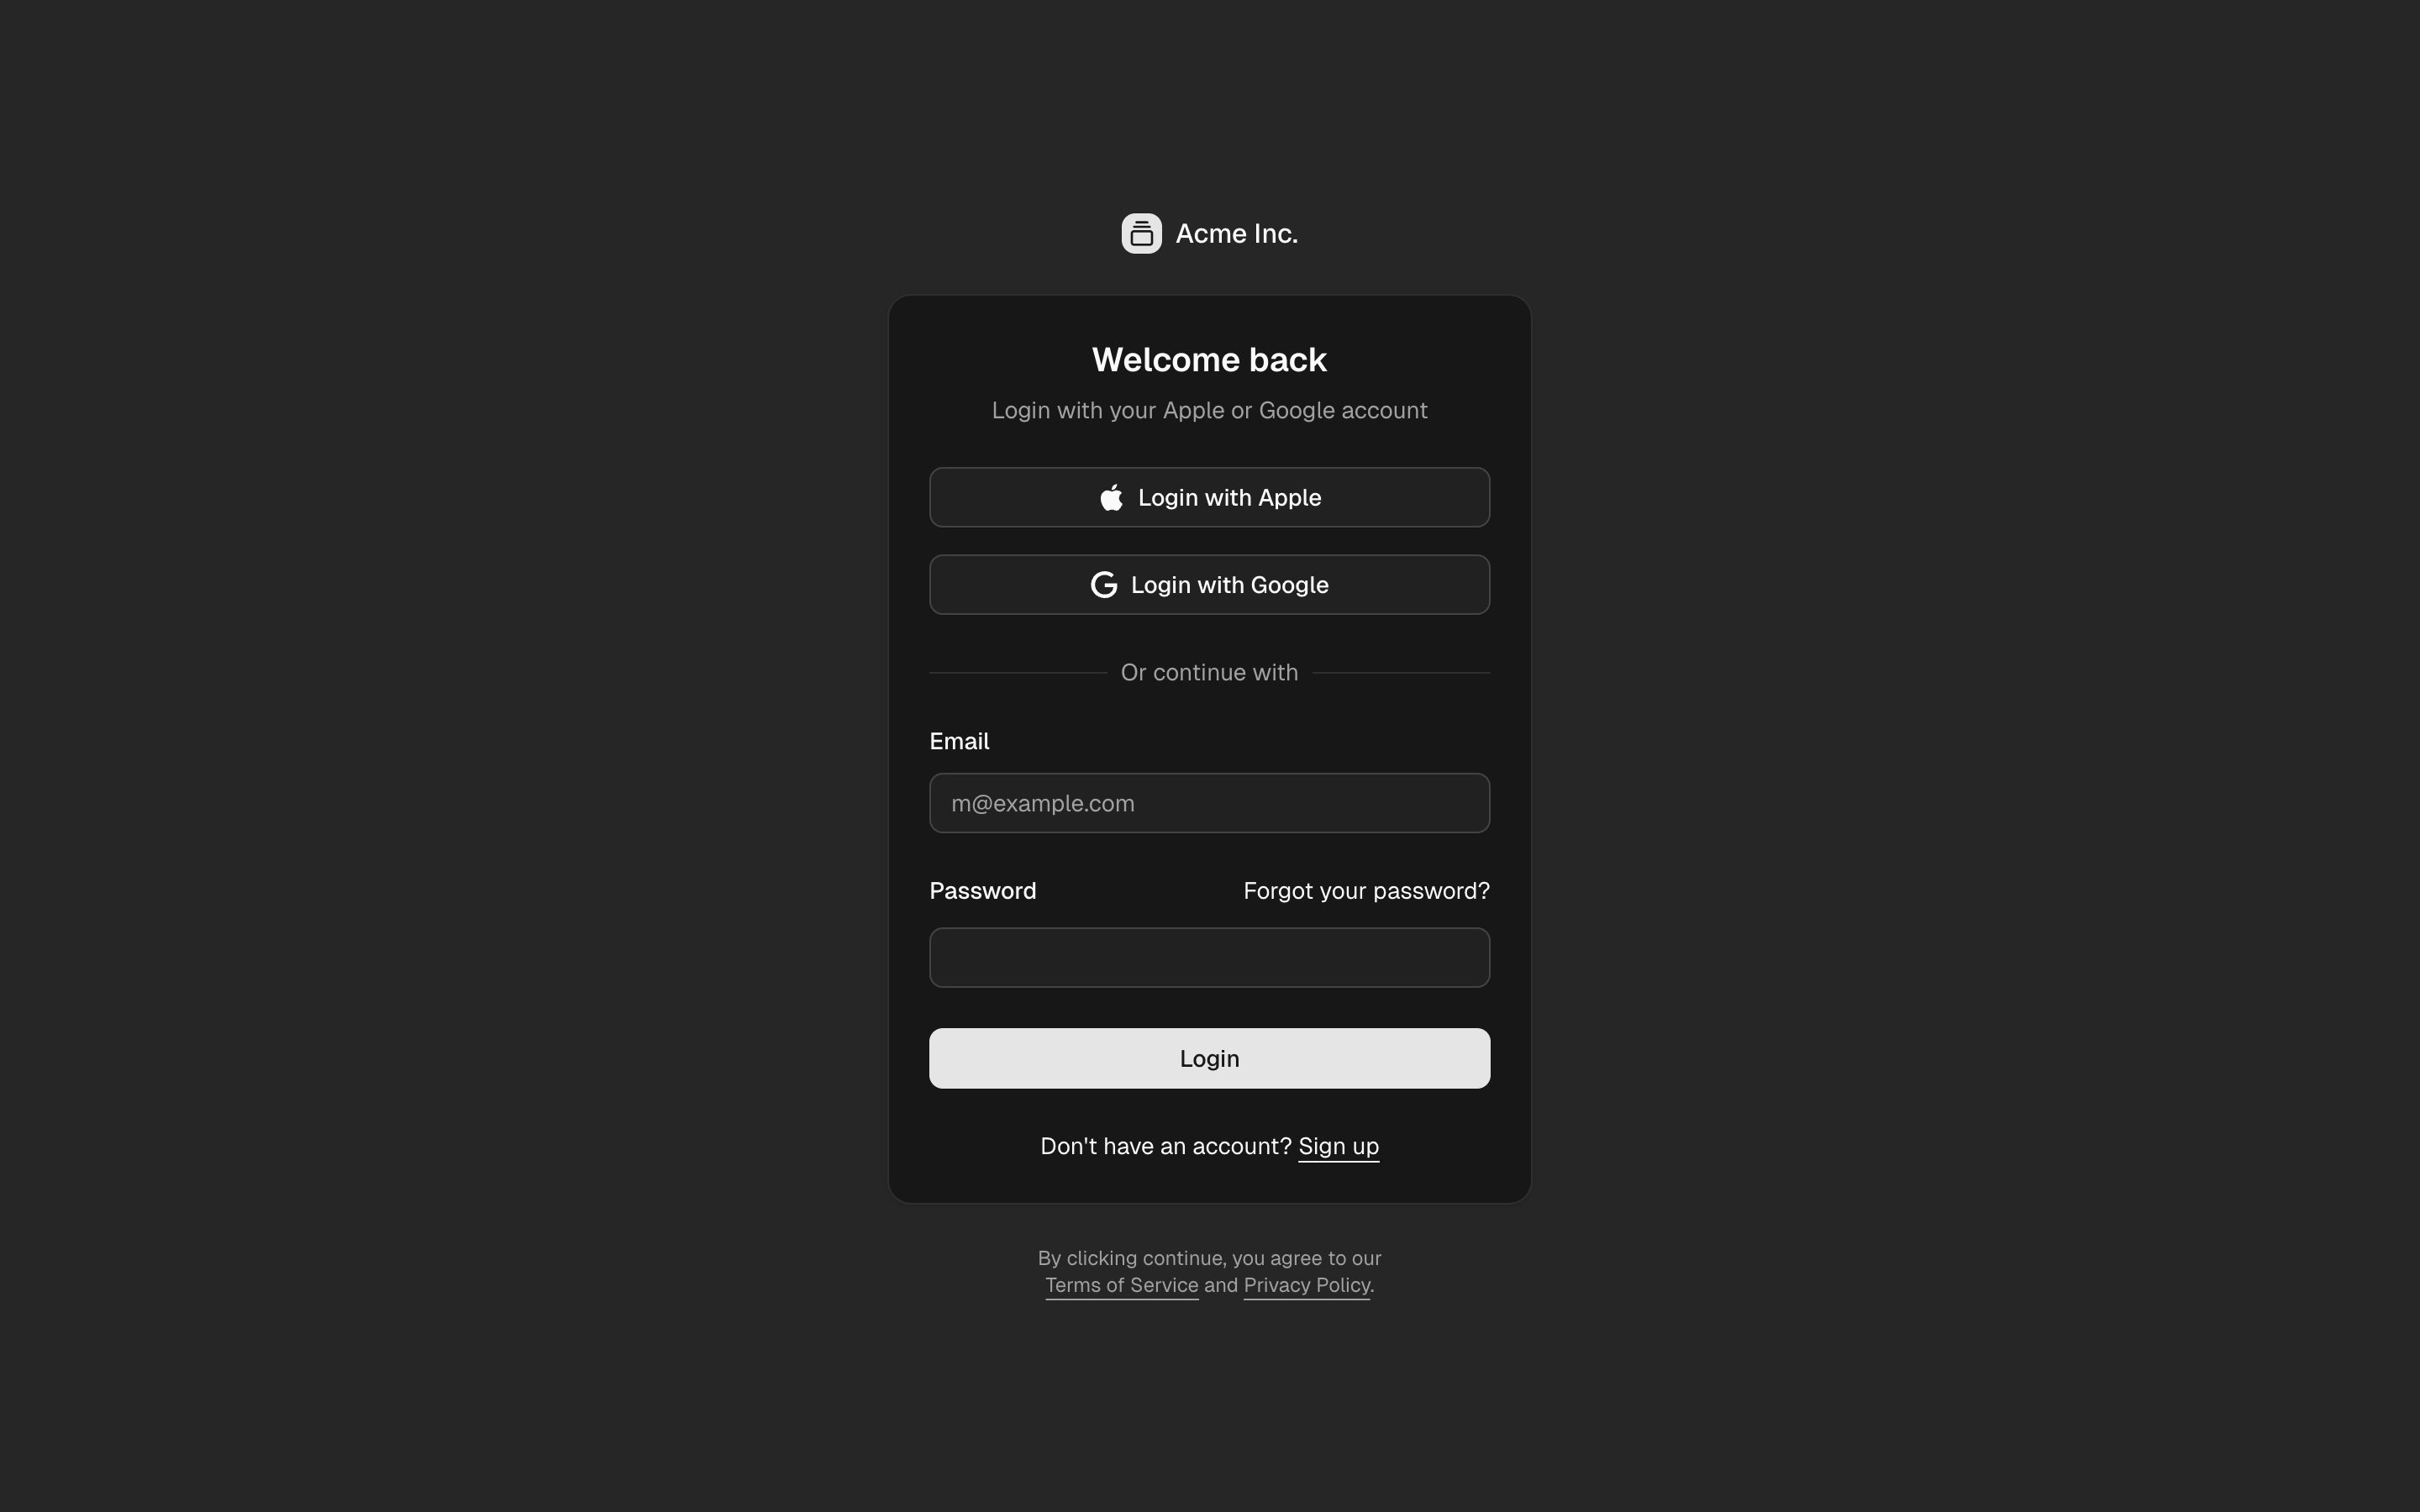 Acme Inc.
Welcome back
Login with your Apple or Google account
Login with Apple
Login with Google
Or continue with
Email
m@example.com
Password
Forgot your password?
Login
Don't have an account? Sign up
By clicking continue, you agree to our
Terms of Service and Privacy Policy.